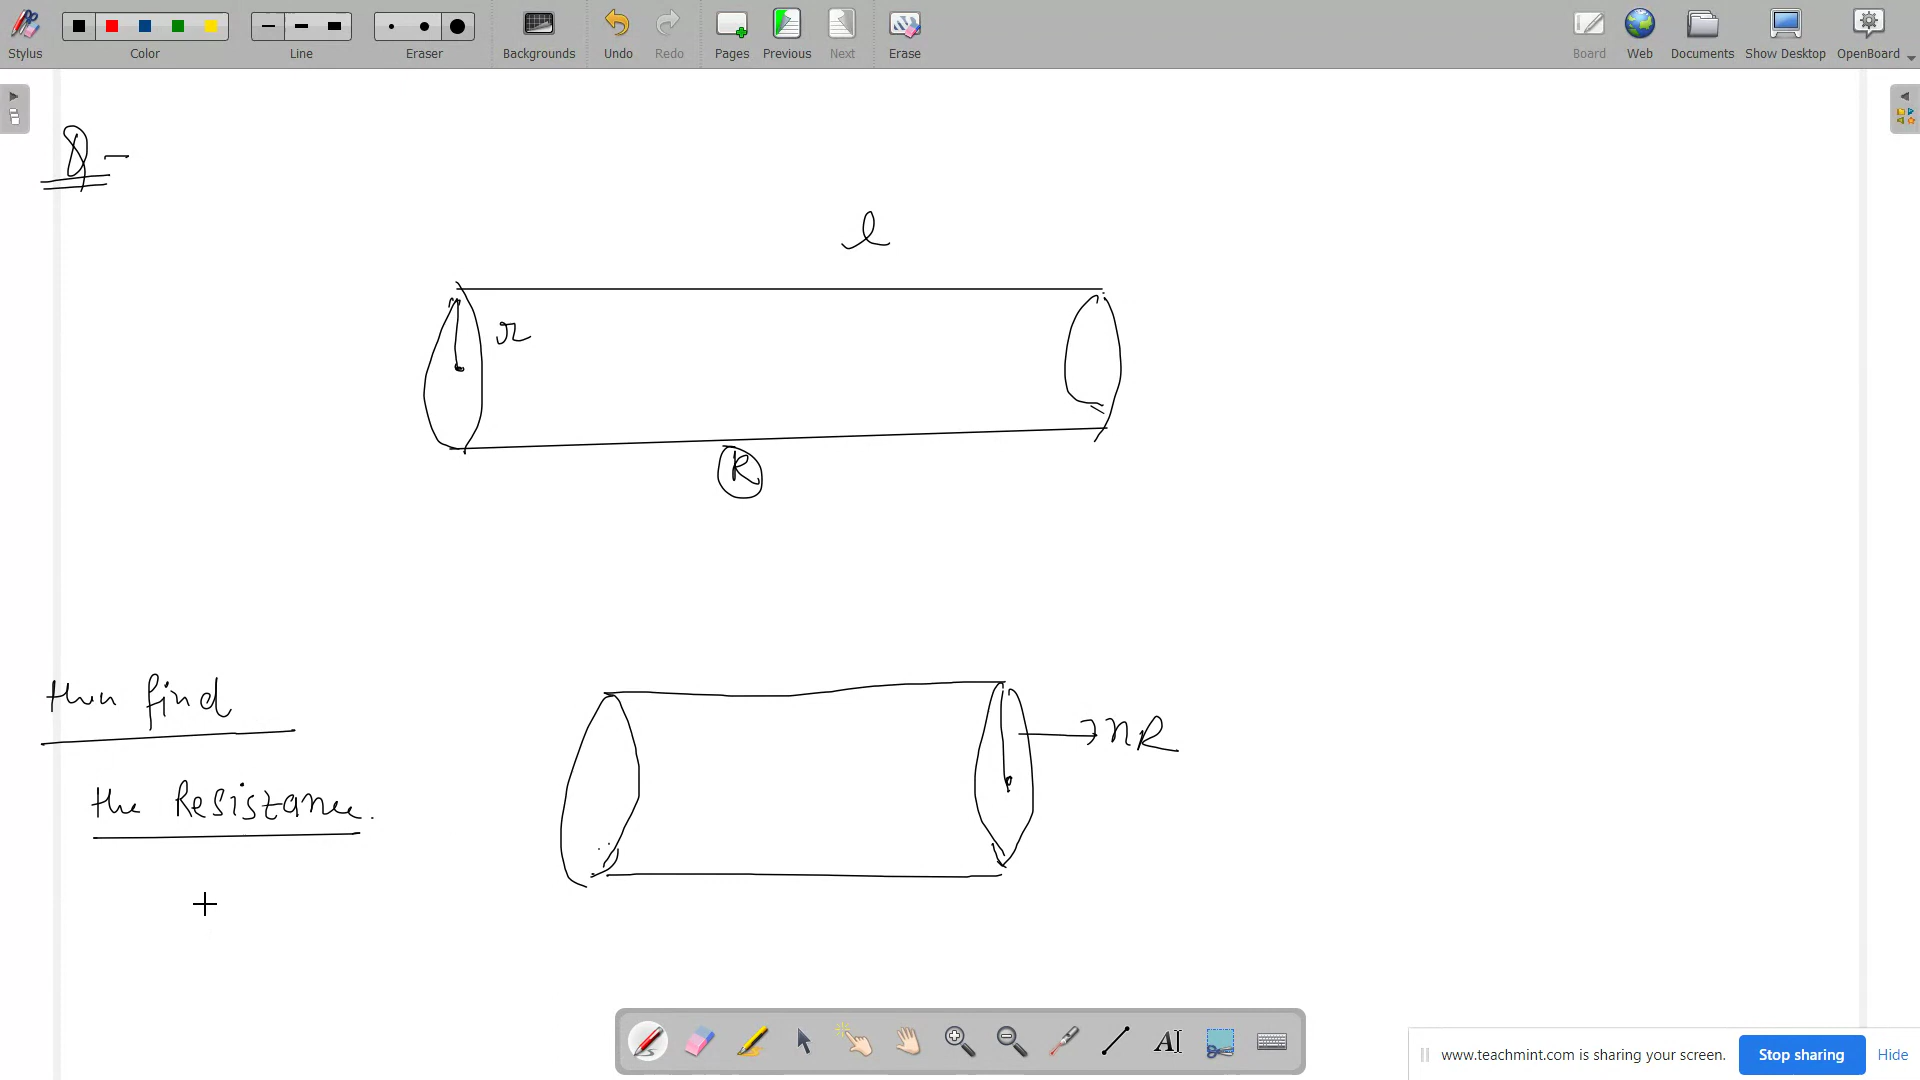 Stylus
Color
Line
Eraser
Backgrounds
Undo
Redo
Pages
Previous
Next
Erase
Board
Web
Documents
Show Desktop
OpenBoard
Q -
l
r
R
then find
the Resistance.
nR
AI
www.teachmint.com is sharing your screen.
Stop sharing
Hide